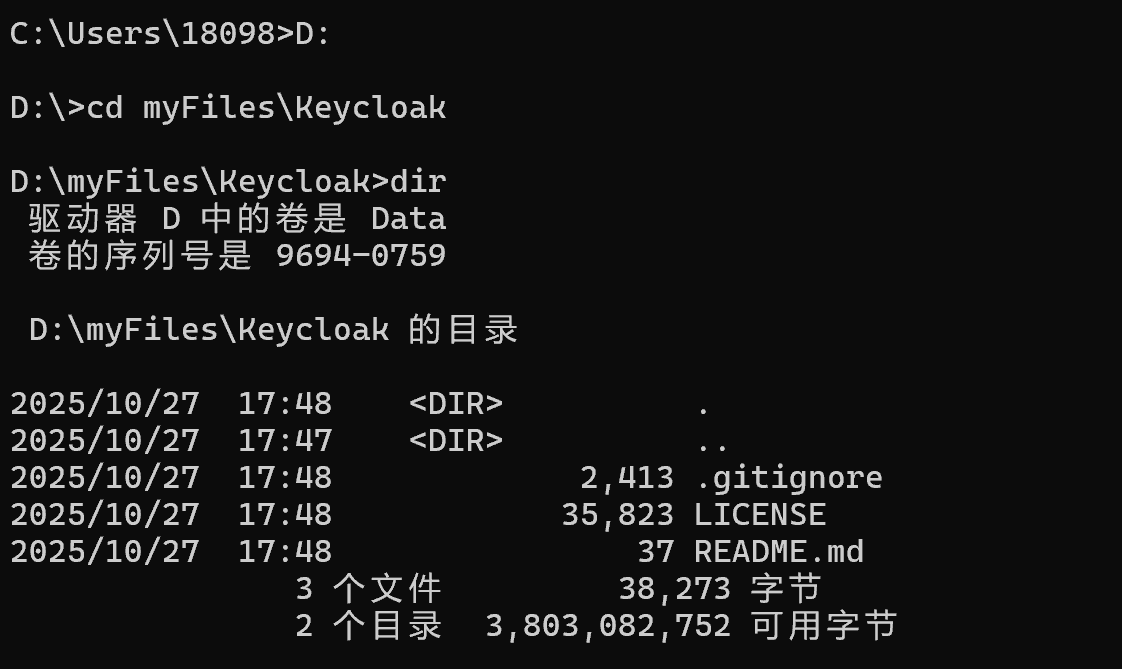 C:\Users\18098>D:
D:\>cd myFiles\Keycloak
D:\myFiles\Keycloak>dir
 驱动器 D 中的卷是 Data
 卷的序列号是 9694-0759
 D:\myFiles\Keycloak 的目录
2025/10/27  17:48    <DIR>          .
2025/10/27  17:47    <DIR>          ..
2025/10/27  17:48             2,413 .gitignore
2025/10/27  17:48            35,823 LICENSE
2025/10/27  17:48                37 README.md
               3 个文件         38,273 字节
               2 个目录  3,803,082,752 可用字节